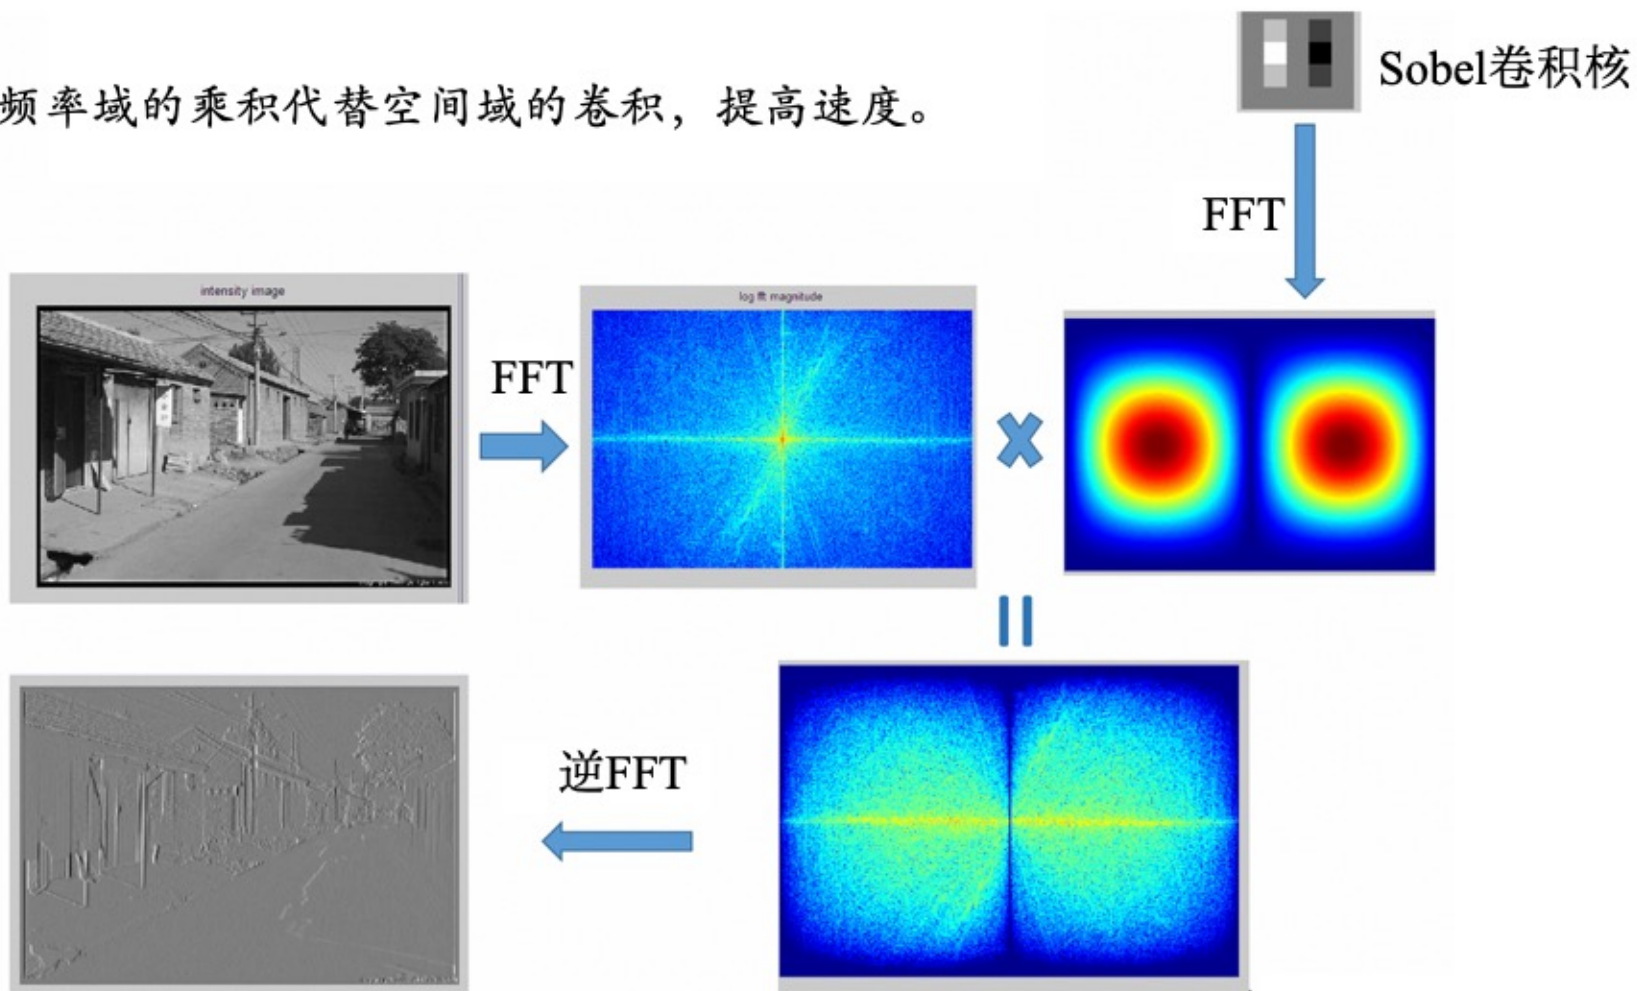 Sobel卷积核
频率域的乘积代替空间域的卷积，提高速度。
FFT
intensity image
log fft magnitude
FFT
逆FFT